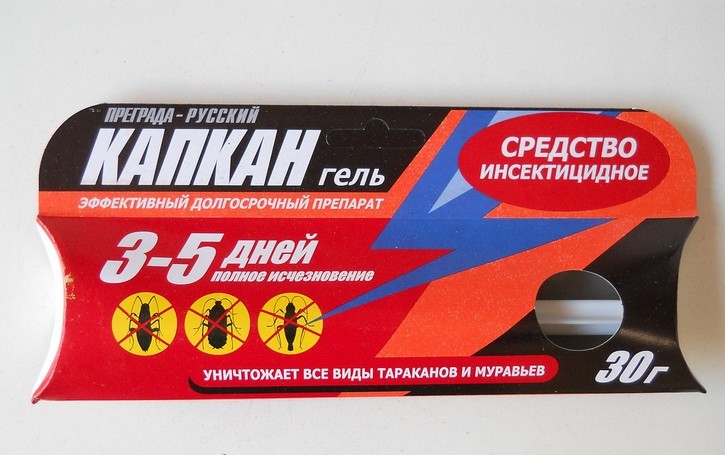 ПРЕГРАДА - РУССКИЙ
КАПКАН гель
ЭФФЕКТИВНЫЙ ДОЛГОСРОЧНЫЙ ПРЕПАРАТ
СРЕДСТВО
ИНСЕКТИЦИДНОЕ
3-5 дней
полное исчезновение
УНИЧТОЖАЕТ ВСЕ ВИДЫ ТАРАКАНОВ И МУРАВЬЕВ
30 г